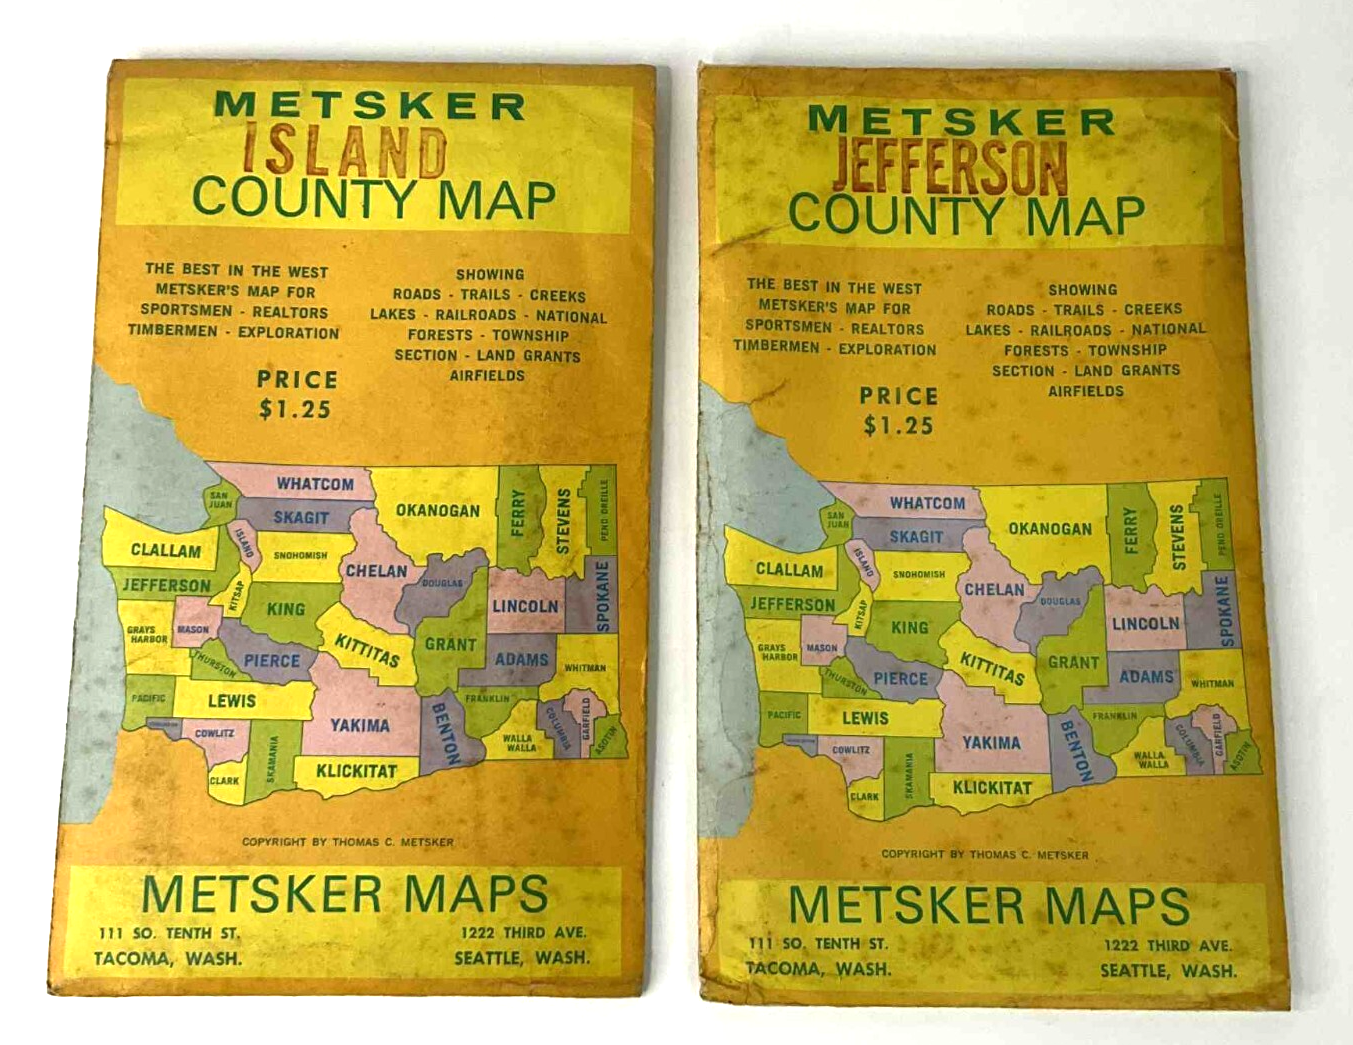 METSKER
ISLAND
COUNTY MAP
THE BEST IN THE WEST
METSKER'S MAP FOR
SPORTSMEN - REALTORS
TIMBERMEN - EXPLORATION
SHOWING
ROADS - TRAILS - CREEKS
LAKES - RAILROADS - NATIONAL
FORESTS - TOWNSHIP
SECTION - LAND GRANTS
AIRFIELDS
PRICE
$1.25
WHATCOM
SAN
JUAN
SKAGIT
OKANOGAN
FERRY
STEVENS
PEND OREILLE
CLALLAM
ISLAND
SNOHOMISH
CHELAN
DOUGLAS
JEFFERSON
KITSAP
KING
LINCOLN
SPOKANE
GRAYS
HARBOR
MASON
THURSTON
PIERCE
KITTITAS
GRANT
ADAMS
WHITMAN
PACIFIC
LEWIS
YAKIMA
BENTON
FRANKLIN
COWLITZ
SKAMANIA
WALLA
WALLA
COLUMBIA
GARFIELD
ASOTIN
CLARK
KLICKITAT
COPYRIGHT BY THOMAS C. METSKER
METSKER MAPS
111 SO. TENTH ST.
TACOMA, WASH.
1222 THIRD AVE.
SEATTLE, WASH.
METSKER
JEFFERSON
COUNTY MAP
THE BEST IN THE WEST
METSKER'S MAP FOR
SPORTSMEN - REALTORS
TIMBERMEN - EXPLORATION
SHOWING
ROADS - TRAILS - CREEKS
LAKES - RAILROADS - NATIONAL
FORESTS - TOWNSHIP
SECTION - LAND GRANTS
AIRFIELDS
PRICE
$1.25
WHATCOM
SAN
JUAN
SKAGIT
OKANOGAN
FERRY
STEVENS
PEND OREILLE
CLALLAM
ISLAND
SNOHOMISH
CHELAN
DOUGLAS
JEFFERSON
KITSAP
KING
LINCOLN
SPOKANE
GRAYS
HARBOR
MASON
THURSTON
PIERCE
KITTITAS
GRANT
ADAMS
WHITMAN
PACIFIC
LEWIS
YAKIMA
BENTON
FRANKLIN
COWLITZ
SKAMANIA
WALLA
WALLA
COLUMBIA
GARFIELD
ASOTIN
CLARK
KLICKITAT
COPYRIGHT BY THOMAS C. METSKER
METSKER MAPS
111 SO. TENTH ST.
TACOMA, WASH.
1222 THIRD AVE.
SEATTLE, WASH.